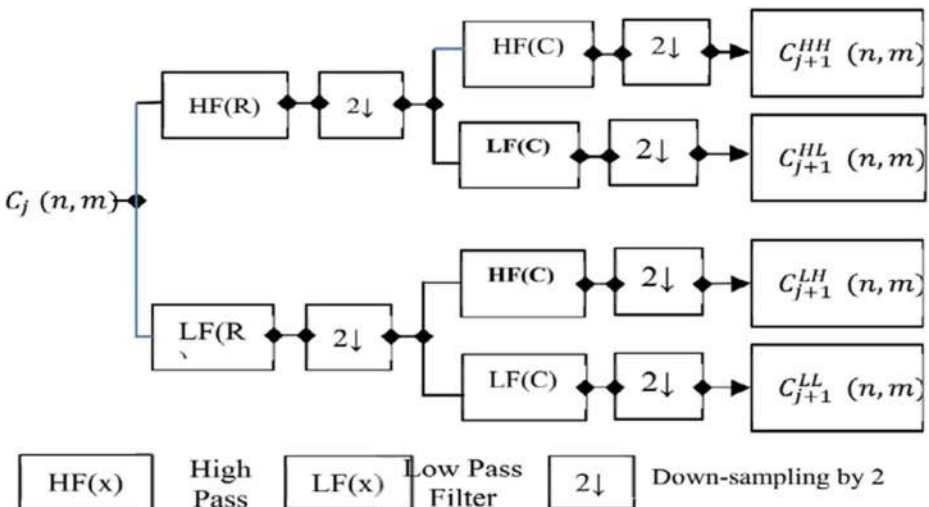 HF(C) 2↓ C_{j+1}^{HH} (n,m)
HF(R) 2↓
LF(C) 2↓ C_{j+1}^{HL} (n,m)
C_j (n,m)
HF(C) 2↓ C_{j+1}^{LH} (n,m)
LF(R 2↓
LF(C) 2↓ C_{j+1}^{LL} (n,m)
HF(x) High Pass LF(x) Low Pass Filter 2↓ Down-sampling by 2